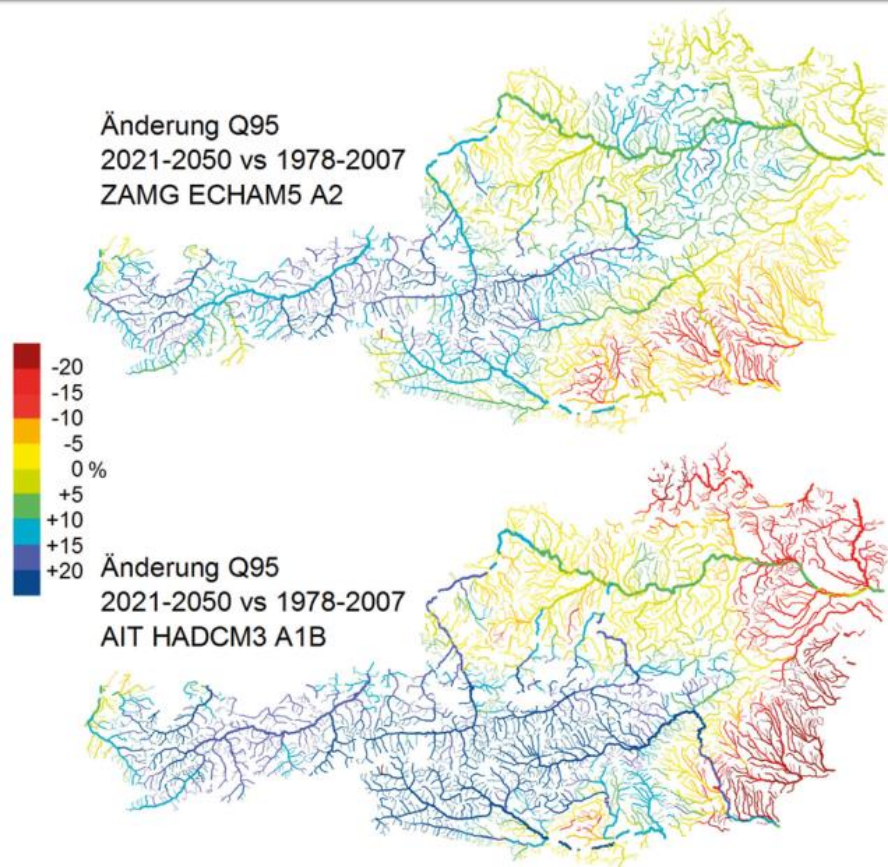 Änderung Q95
2021-2050 vs 1978-2007
ZAMG ECHAM5 A2
-20
-15
-10
-5
0 %
+5
+10
+15
+20
Änderung Q95
2021-2050 vs 1978-2007
AIT HADCM3 A1B